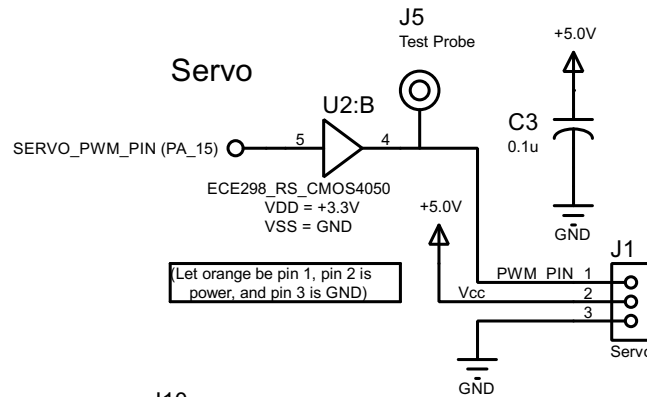 J5
Test Probe
+5.0V
Servo
U2:B
C3
0.1u
SERVO_PWM_PIN (PA_15)
5
4
ECE298_RS_CMOS4050
VDD = +3.3V
VSS = GND
+5.0V
GND
J1
(Let orange be pin 1, pin 2 is
power, and pin 3 is GND)
PWM_PIN 1
Vcc 2
3
Servo
GND